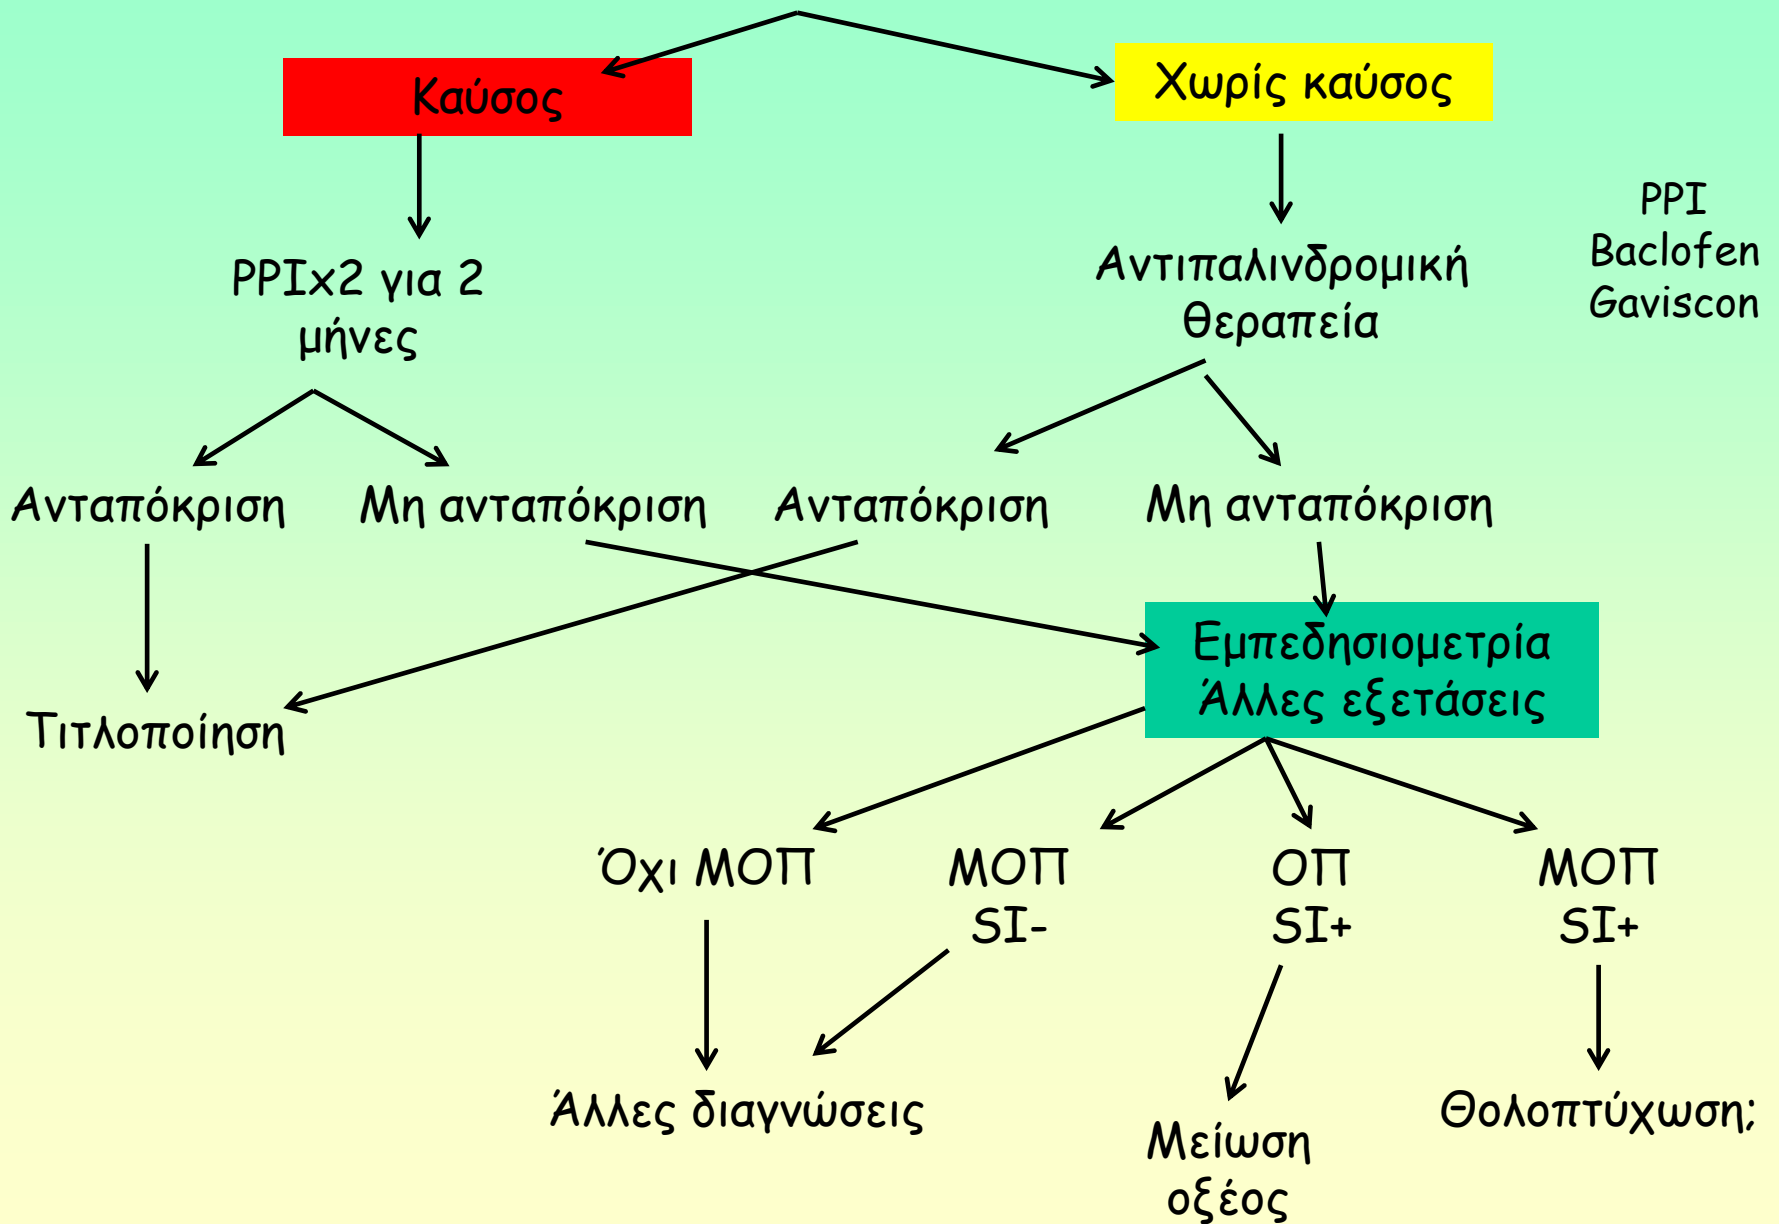 Καύσος
Χωρίς καύσος
PPIx2 για 2
μήνες
Αντιπαλινδρομική
θεραπεία
PPI
Baclofen
Gaviscon
Ανταπόκριση
Μη ανταπόκριση
Ανταπόκριση
Μη ανταπόκριση
Τιτλοποίηση
Εμπεδησιομετρία
Άλλες εξετάσεις
Όχι ΜΟΠ
ΜΟΠ
SI-
ΟΠ
SI+
ΜΟΠ
SI+
Άλλες διαγνώσεις
Μείωση
οξέος
Θολοπτύχωση;